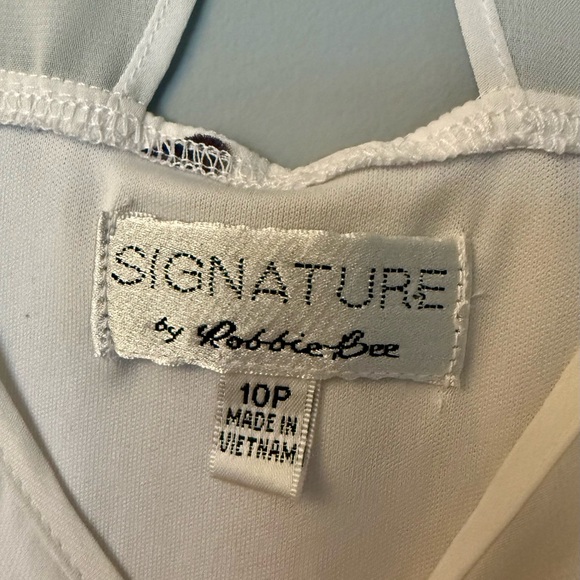 SIGNATURE
by Robbie Bee
10P
MADE IN
VIETNAM